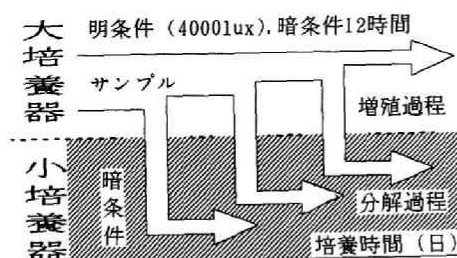 大培養器
明条件(4000lux),暗条件12時間
サンプル
増殖過程
小培養器
暗条件
分解過程
培養時間(日)